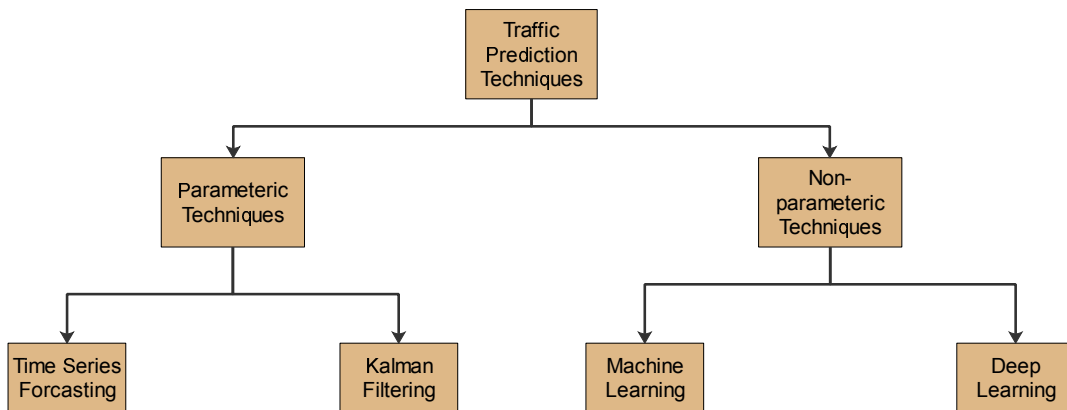 Traffic
Prediction
Techniques
Parameteric
Techniques
Non-
parameteric
Techniques
Time Series
Forcasting
Kalman
Filtering
Machine
Learning
Deep
Learning